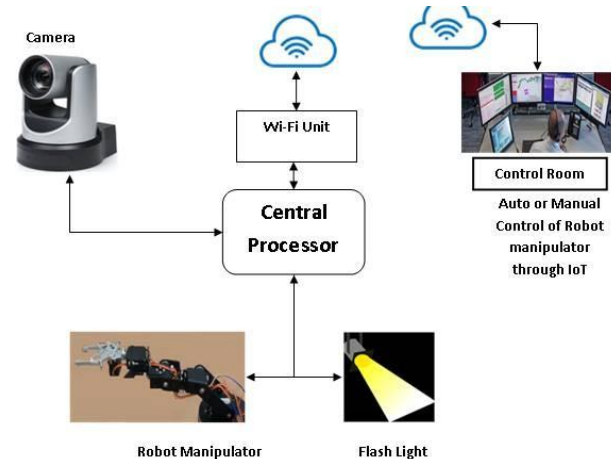 Camera
Wi-Fi Unit
Central
Processor
Control Room
Auto or Manual
Control of Robot
manipulator
through IoT
Robot Manipulator
Flash Light